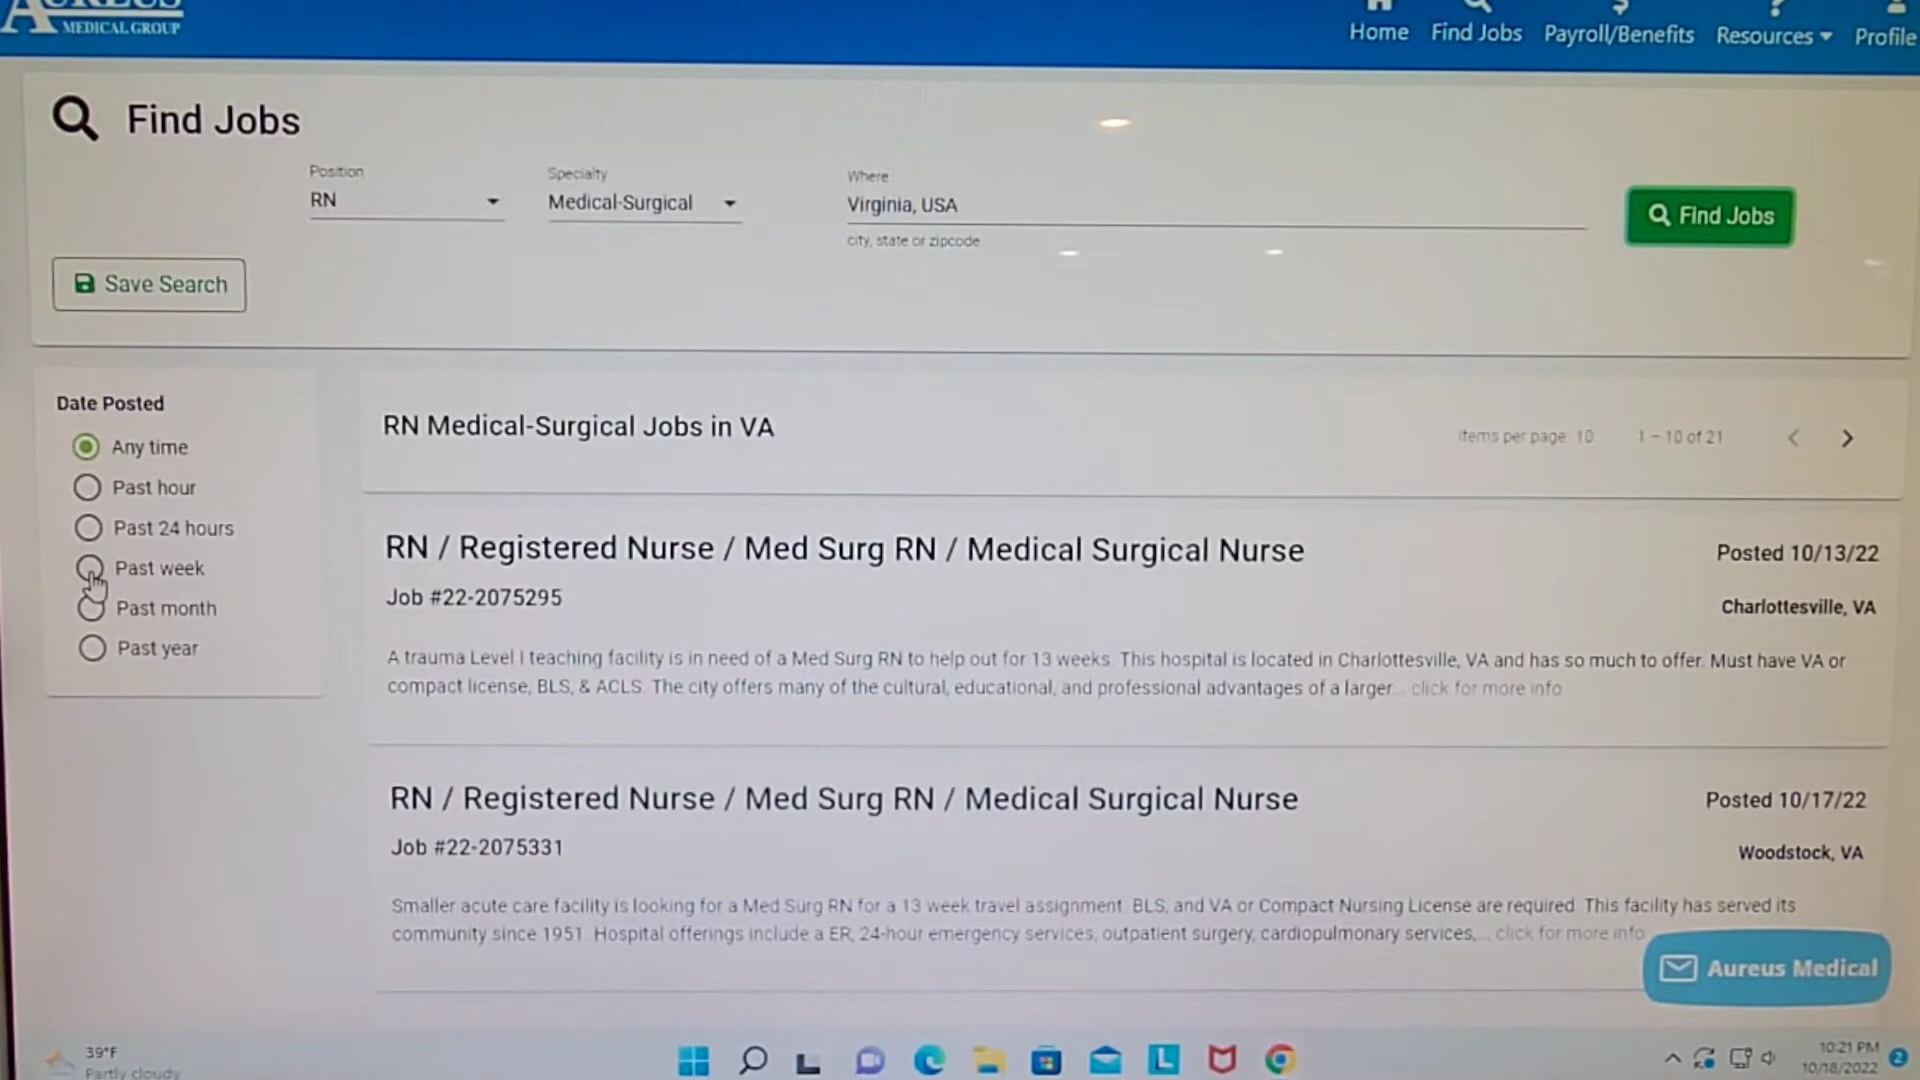 AUREUS
MEDICAL GROUP
Home
Find Jobs
Payroll/Benefits
Resources
Profile
Find Jobs
Position
RN
Specialty
Medical-Surgical
Where
Virginia, USA
city, state or zipcode
Find Jobs
Save Search
Date Posted
Any time
Past hour
Past 24 hours
Past week
Past month
Past year
RN Medical-Surgical Jobs in VA
Items per page: 10
1 – 10 of 21
RN / Registered Nurse / Med Surg RN / Medical Surgical Nurse
Posted 10/13/22
Job #22-2075295
Charlottesville, VA
A trauma Level I teaching facility is in need of a Med Surg RN to help out for 13 weeks. This hospital is located in Charlottesville, VA and has so much to offer. Must have VA or
compact license, BLS, & ACLS. The city offers many of the cultural, educational, and professional advantages of a larger... click for more info
RN / Registered Nurse / Med Surg RN / Medical Surgical Nurse
Posted 10/17/22
Job #22-2075331
Woodstock, VA
Smaller acute care facility is looking for a Med Surg RN for a 13 week travel assignment. BLS, and VA or Compact Nursing License are required. This facility has served its
community since 1951. Hospital offerings include a ER, 24-hour emergency services, outpatient surgery, cardiopulmonary services,... click for more info
Aureus Medical
39°F
Partly cloudy
L
10:21 PM
10/18/2022
2